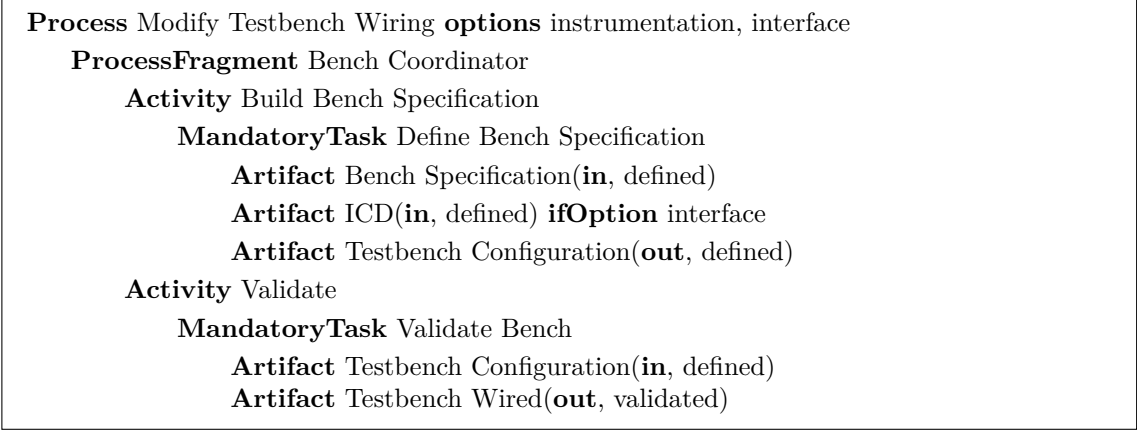 Process Modify Testbench Wiring options instrumentation, interface
ProcessFragment Bench Coordinator
Activity Build Bench Specification
MandatoryTask Define Bench Specification
Artifact Bench Specification(in, defined)
Artifact ICD(in, defined) ifOption interface
Artifact Testbench Configuration(out, defined)
Activity Validate
MandatoryTask Validate Bench
Artifact Testbench Configuration(in, defined)
Artifact Testbench Wired(out, validated)